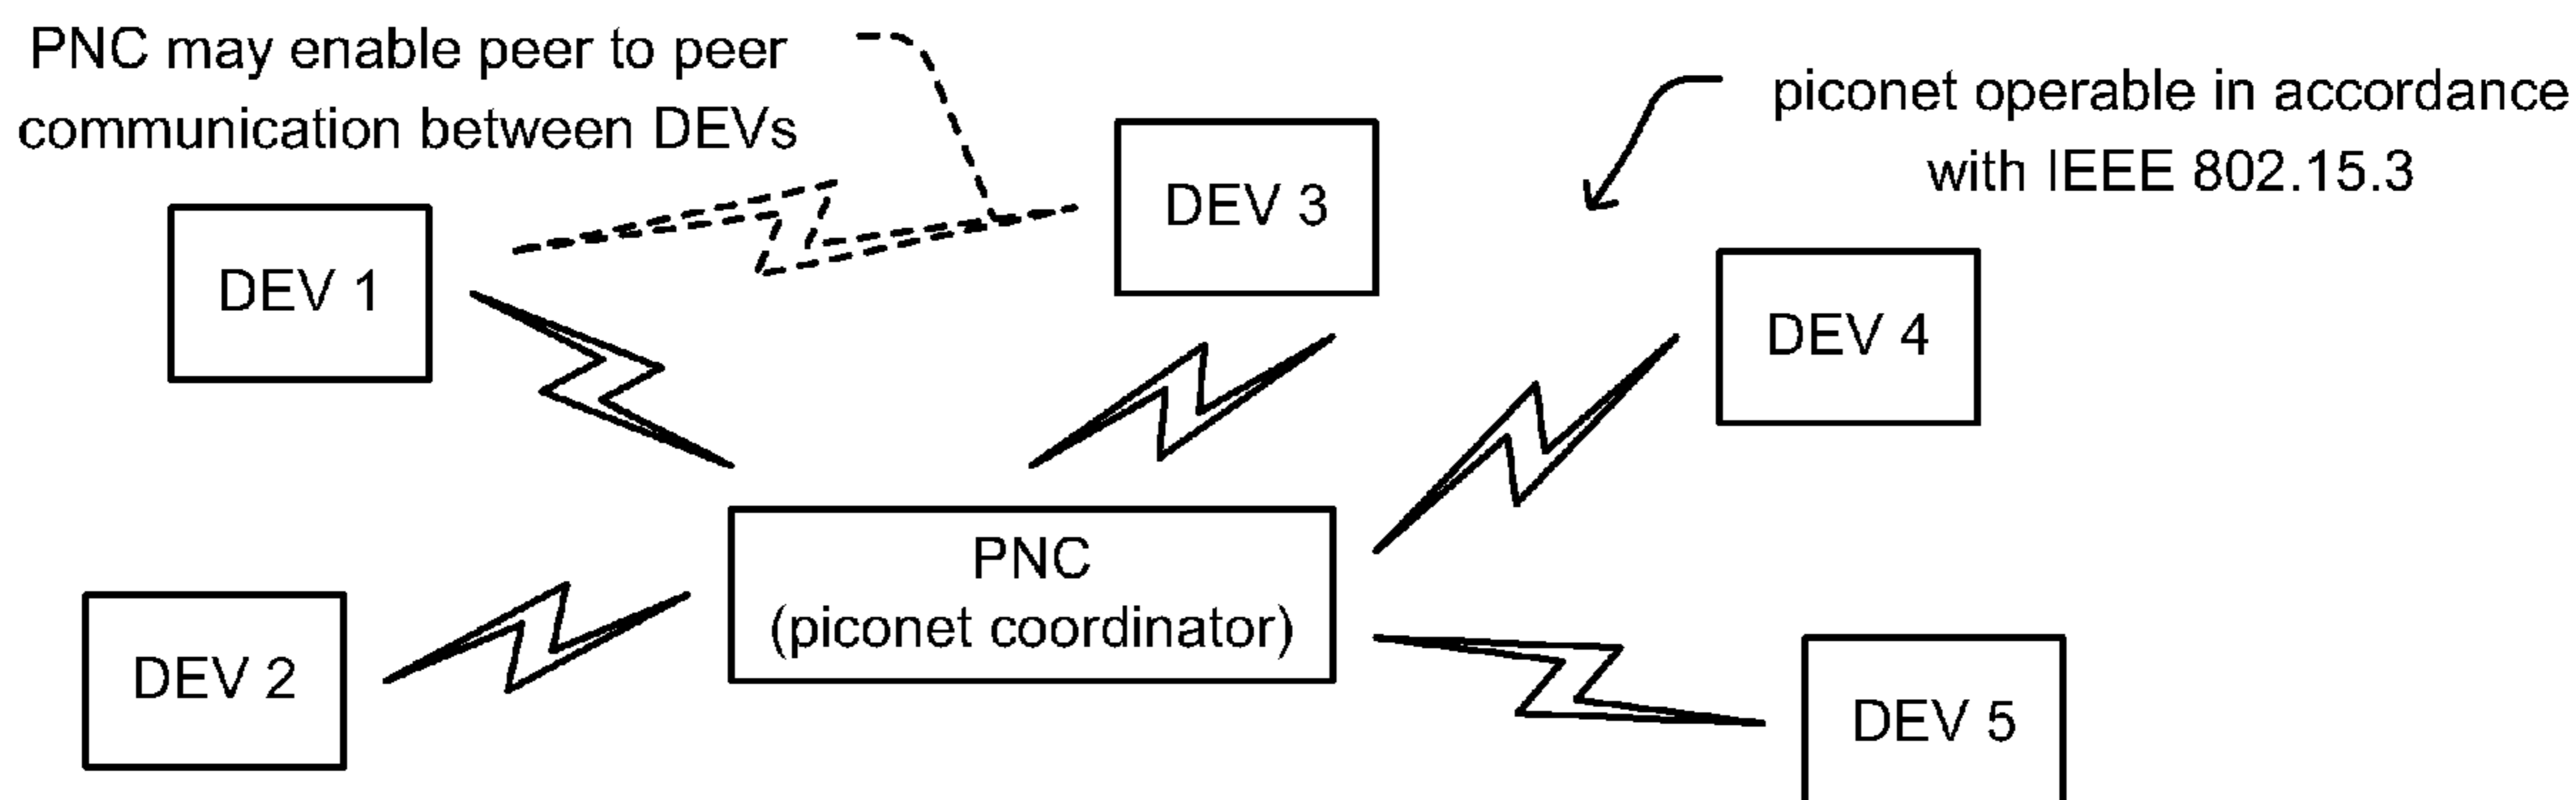 PNC may enable peer to peer
communication between DEVs
piconet operable in accordance
with IEEE 802.15.3
DEV 3
DEV 1
DEV 4
PNC
(piconet coordinator)
DEV 2
DEV 5